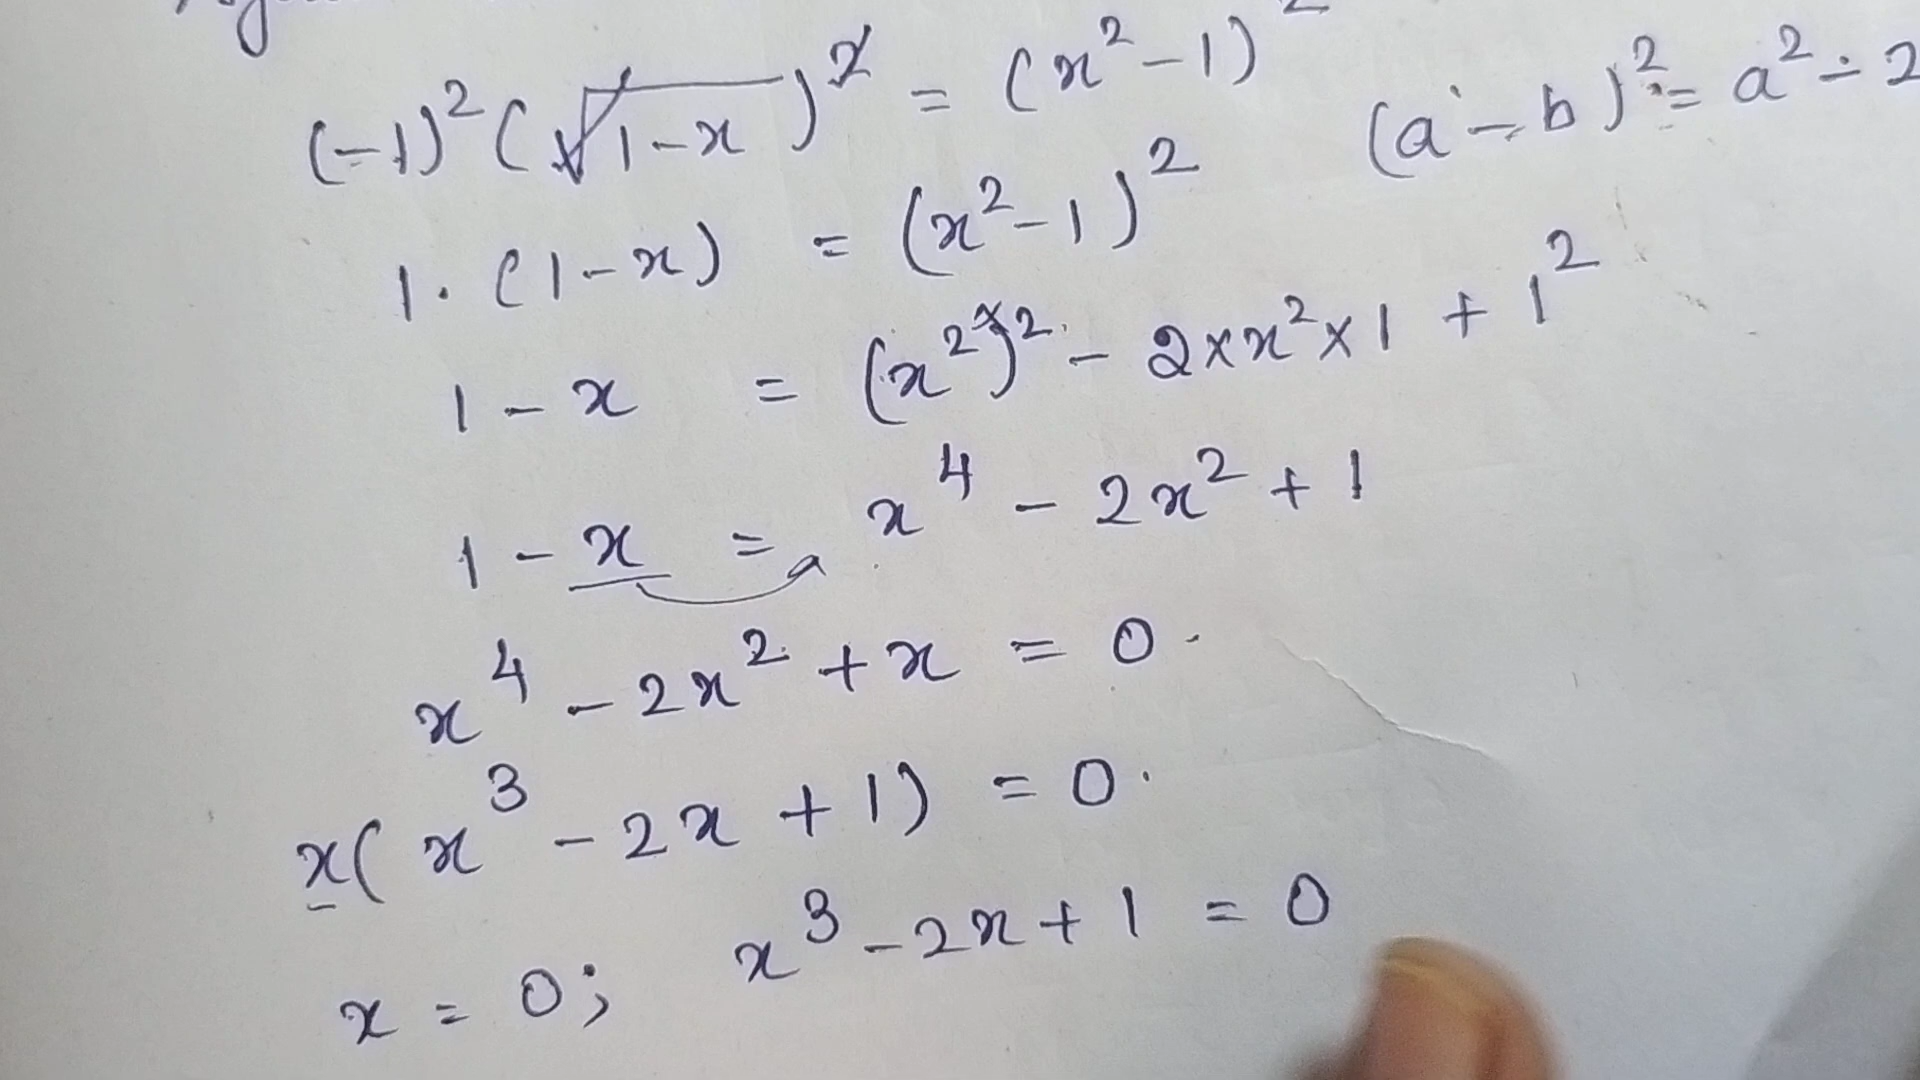 (-1)²(√1-x)² = (x²-1)²
(a-b)² = a² - 2
1 · (1-x) = (x²-1)²
1 - x = (x²)ˣ² - 2×x²×1 + 1²
1 - x = x⁴ - 2x² + 1
x⁴ - 2x² + x = 0.
x(x³ - 2x + 1) = 0.
x = 0; x³ - 2x + 1 = 0